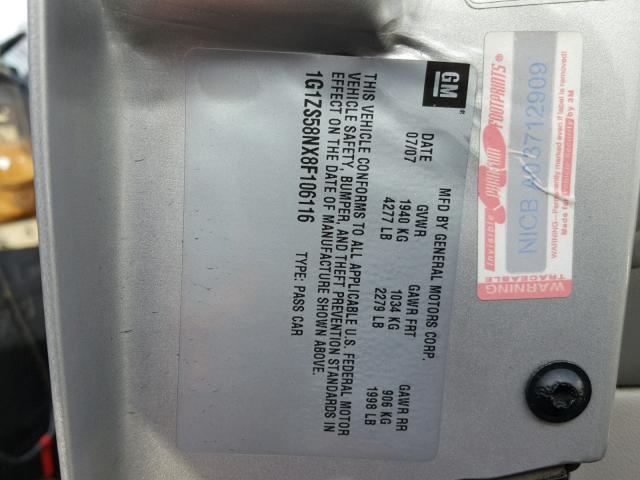 GM
MFD BY GENERAL MOTORS CORP.
DATE GVWR GAWR FRT GAWR RR
07/07 1940 KG 1034 KG 906 KG
4277 LB 2279 LB 1998 LB
THIS VEHICLE CONFORMS TO ALL APPLICABLE U.S. FEDERAL MOTOR
VEHICLE SAFETY, BUMPER, AND THEFT PREVENTION STANDARDS IN
EFFECT ON THE DATE OF MANUFACTURE SHOWN ABOVE.
1G1ZS58NX8F106116 TYPE: PASS CAR
WARNING
TRACEABLE
NICB A03712909
FOOTPRINTS